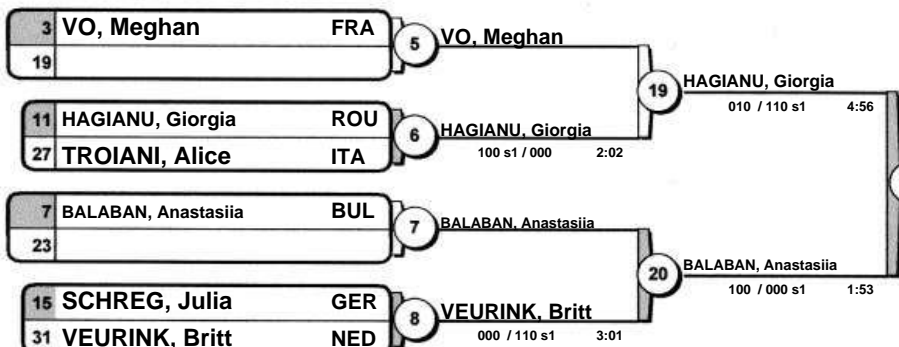 3 VO, Meghan FRA
19
5 VO, Meghan
11 HAGIANU, Giorgia ROU
27 TROIANI, Alice ITA
6 HAGIANU, Giorgia
100 s1 / 000 2:02
19 HAGIANU, Giorgia
010 / 110 s1 4:56
7 BALABAN, Anastasiia BUL
23
7 BALABAN, Anastasiia
15 SCHREG, Julia GER
31 VEURINK, Britt NED
8 VEURINK, Britt
000 / 110 s1 3:01
20 BALABAN, Anastasiia
100 / 000 s1 1:53